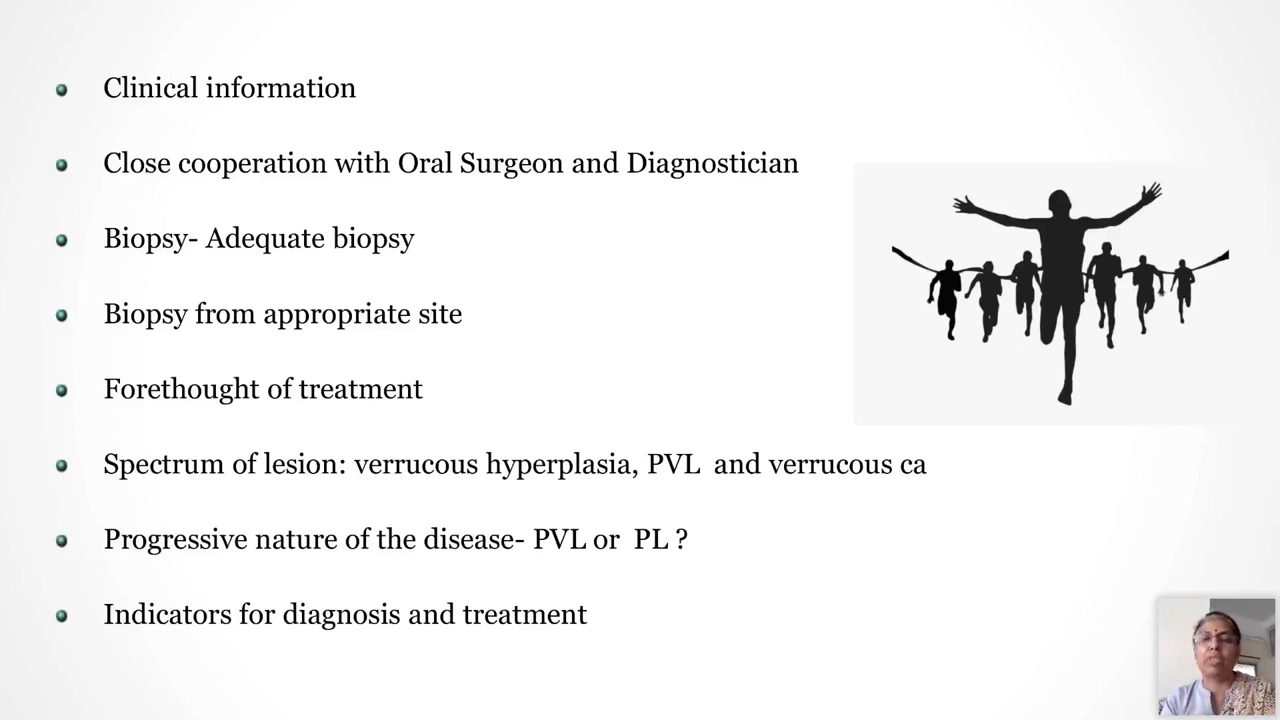 Clinical information
Close cooperation with Oral Surgeon and Diagnostician
Biopsy- Adequate biopsy
Biopsy from appropriate site
Forethought of treatment
Spectrum of lesion: verrucous hyperplasia, PVL  and verrucous ca
Progressive nature of the disease- PVL or  PL ?
Indicators for diagnosis and treatment